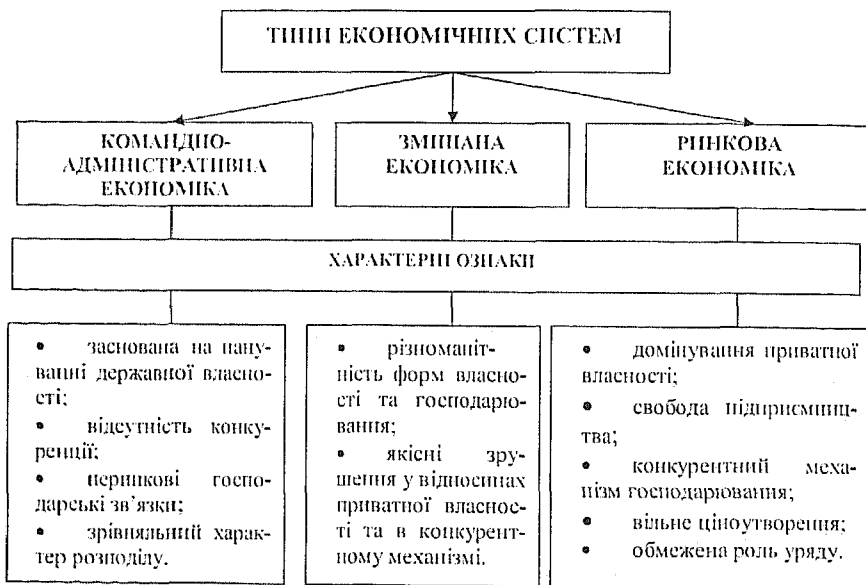 ТИПИ ЕКОНОМІЧНИХ СИСТЕМ
КОМАНДНО-
АДМІНІСТРАТИВНА
ЕКОНОМІКА
ЗМІШАНА
ЕКОНОМІКА
РИНКОВА
ЕКОНОМІКА
ХАРАКТЕРНІ ОЗНАКИ
• заснована на пану-
ванні державної власно-
сті;
• відсутність конку-
ренції;
• неринкові госпо-
дарські зв’язки;
• зрівняльний харак-
тер розподілу.
• різноманіт-
ність форм власно-
сті та господарю-
вання;
• якісні зру-
шення у відносинах
приватної власнос-
ті та в конкурент-
ному механізмі.
• домінування приватної
власності;
• свобода підприємниц-
тва;
• конкурентний меха-
нізм господарювання;
• вільне ціноутворення;
• обмежена роль уряду.